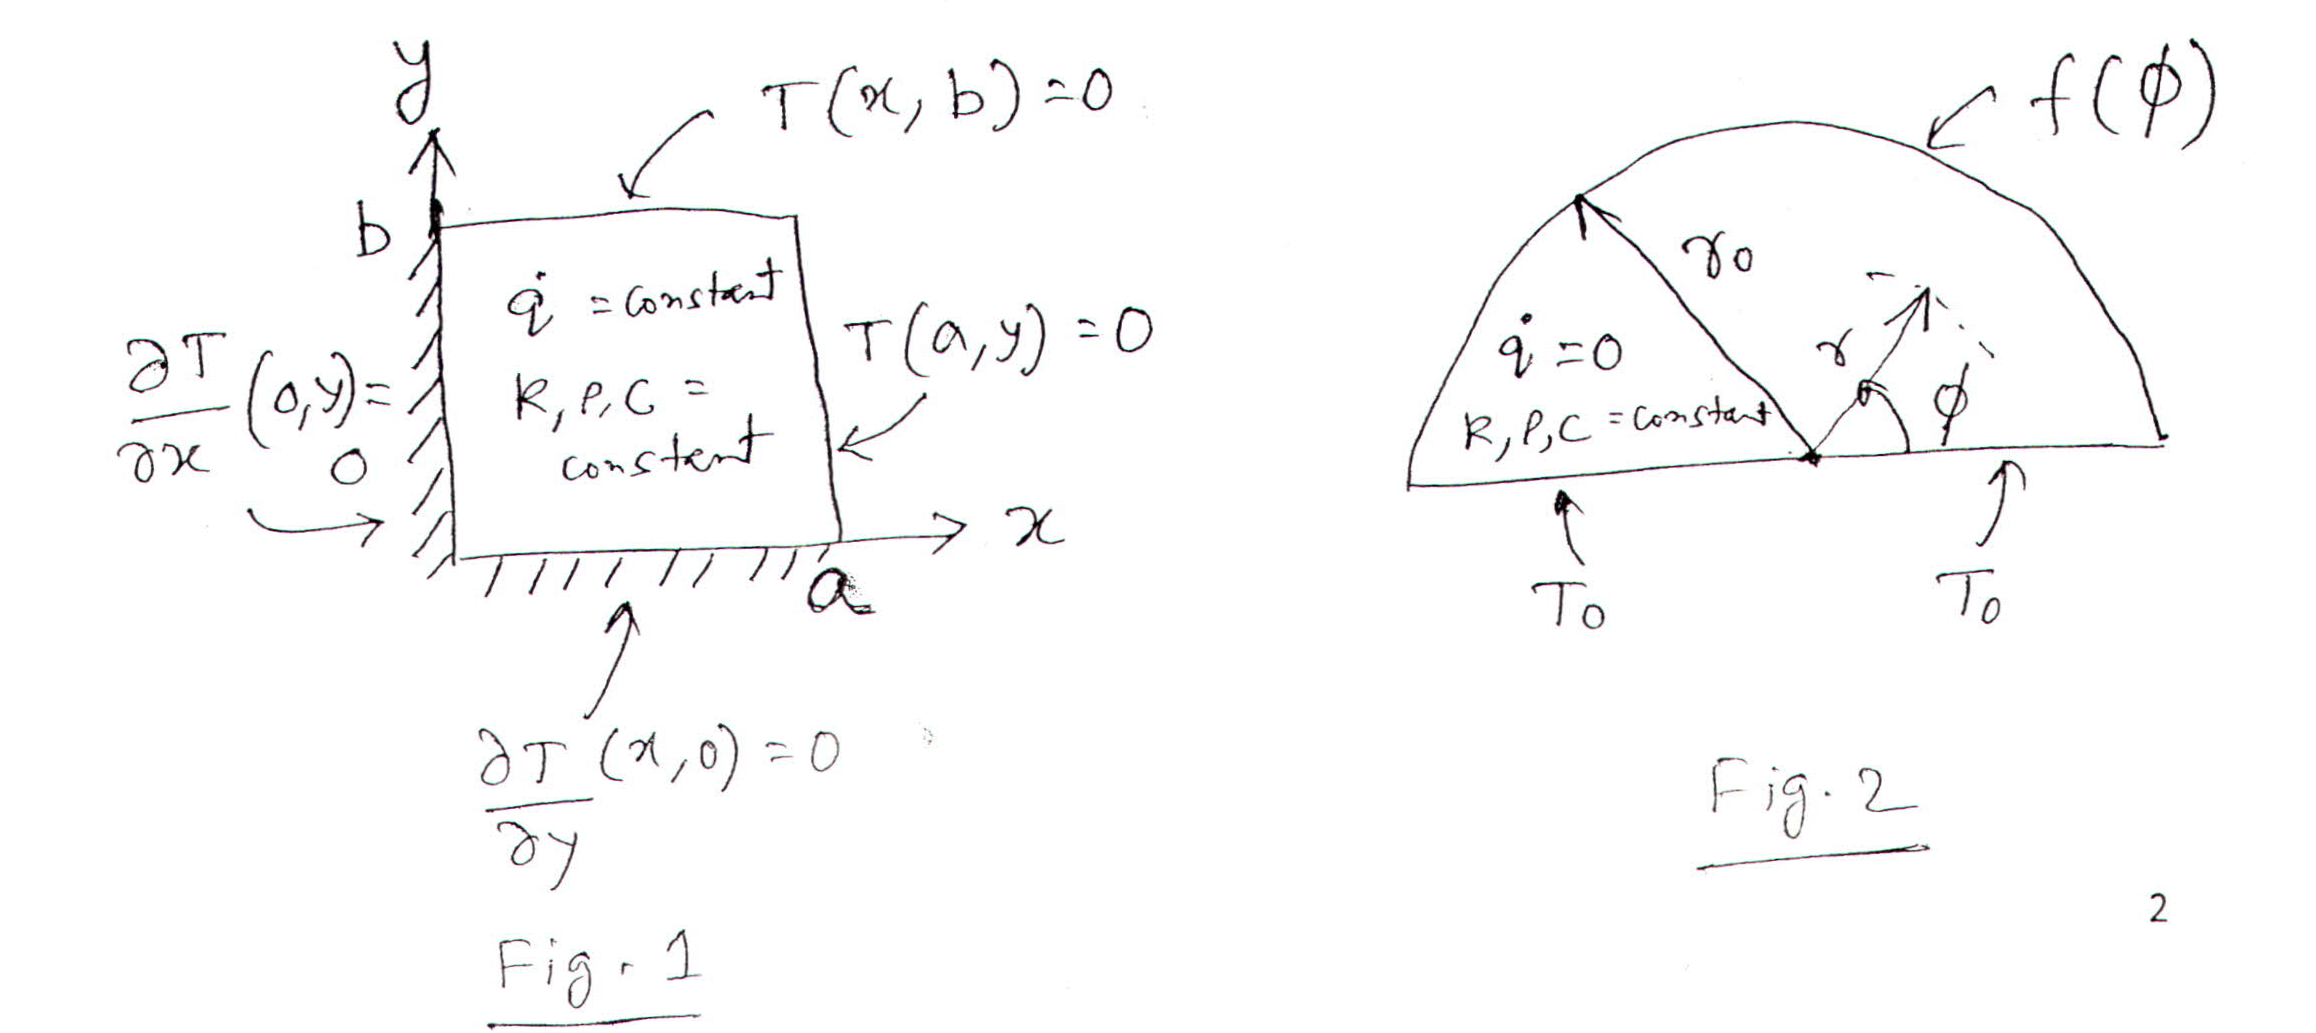 y
T(x, b) = 0
b
q̇ = constant
K, ρ, C =
constant
T(a, y) = 0
∂T/∂x (0, y) =
0
x
a
∂T/∂y (x, 0) = 0
Fig. 1
f(φ)
r₀
r
φ
q̇ = 0
K, ρ, C = constant
T₀
T₀
Fig. 2
2